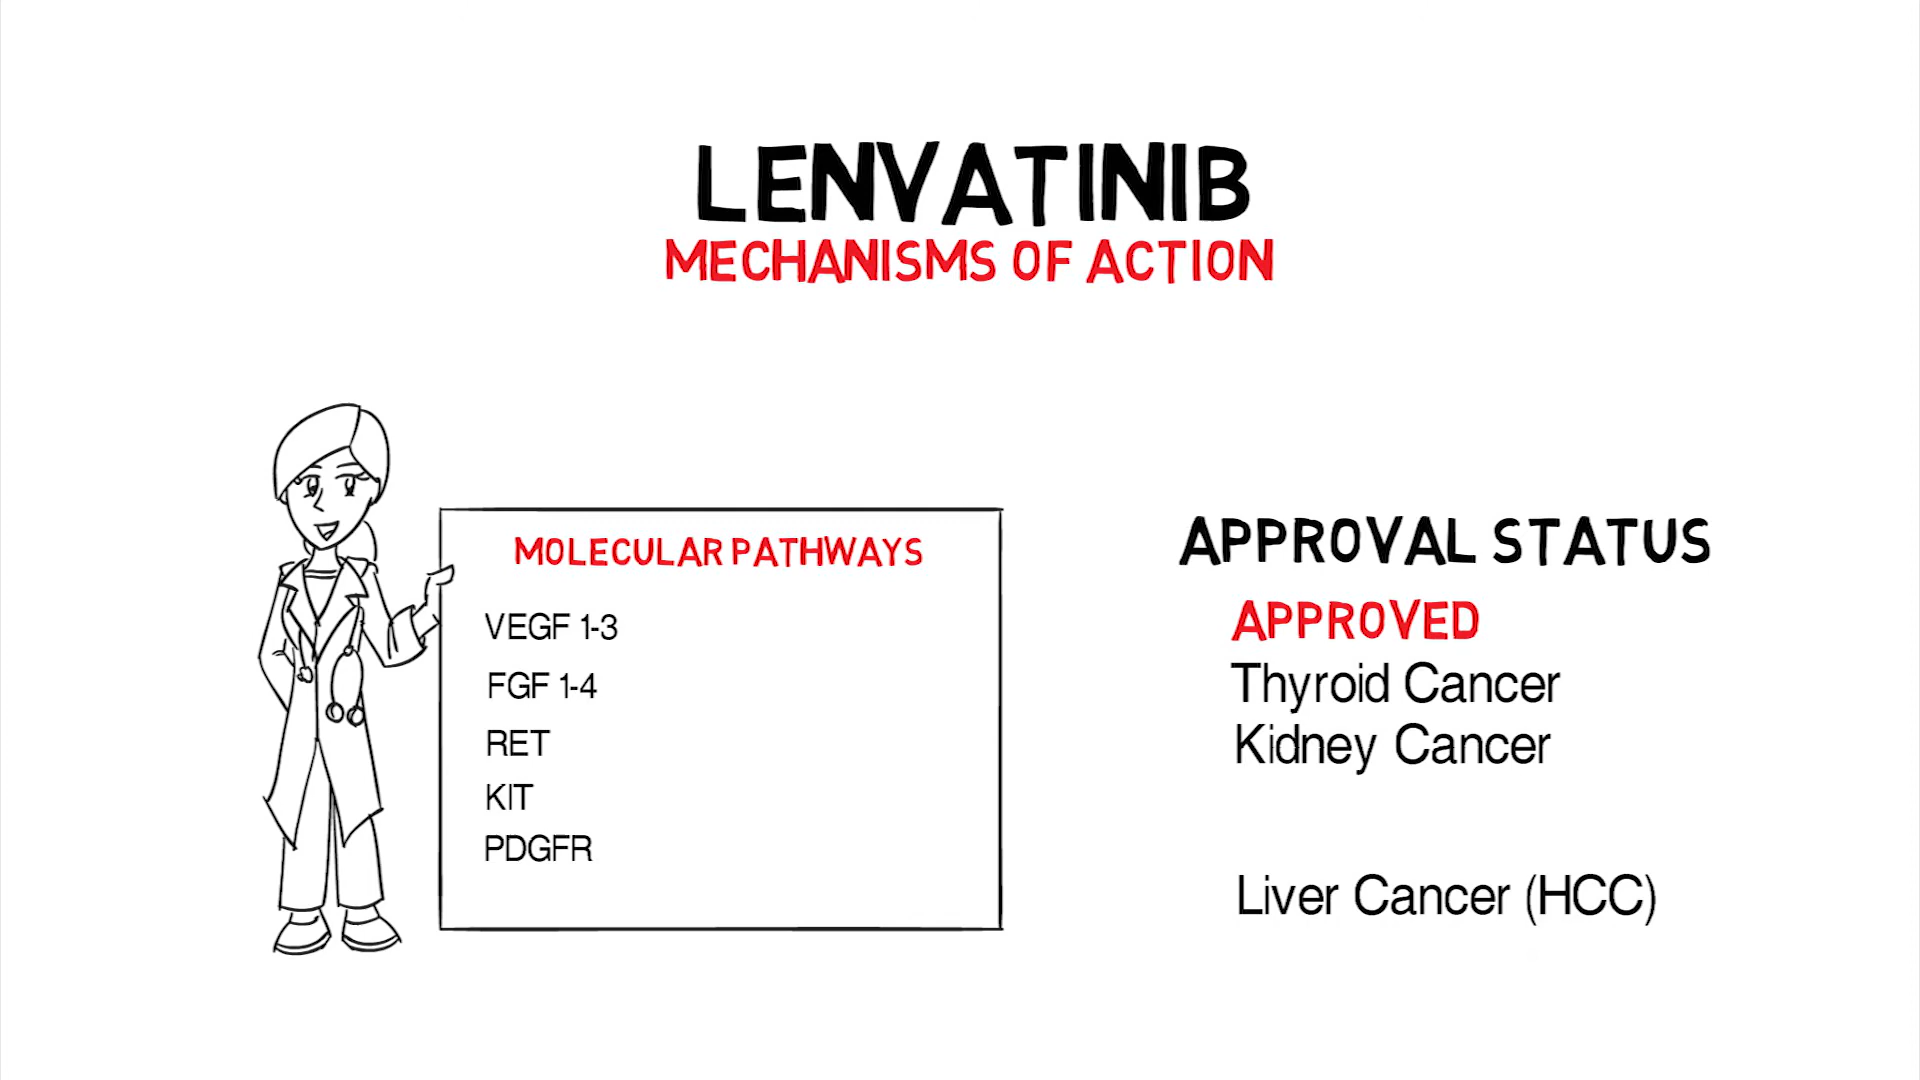 LENVATINIB
MECHANISMS OF ACTION
MOLECULAR PATHWAYS
VEGF 1-3
FGF 1-4
RET
KIT
PDGFR
APPROVAL STATUS
APPROVED
Thyroid Cancer
Kidney Cancer
Liver Cancer (HCC)